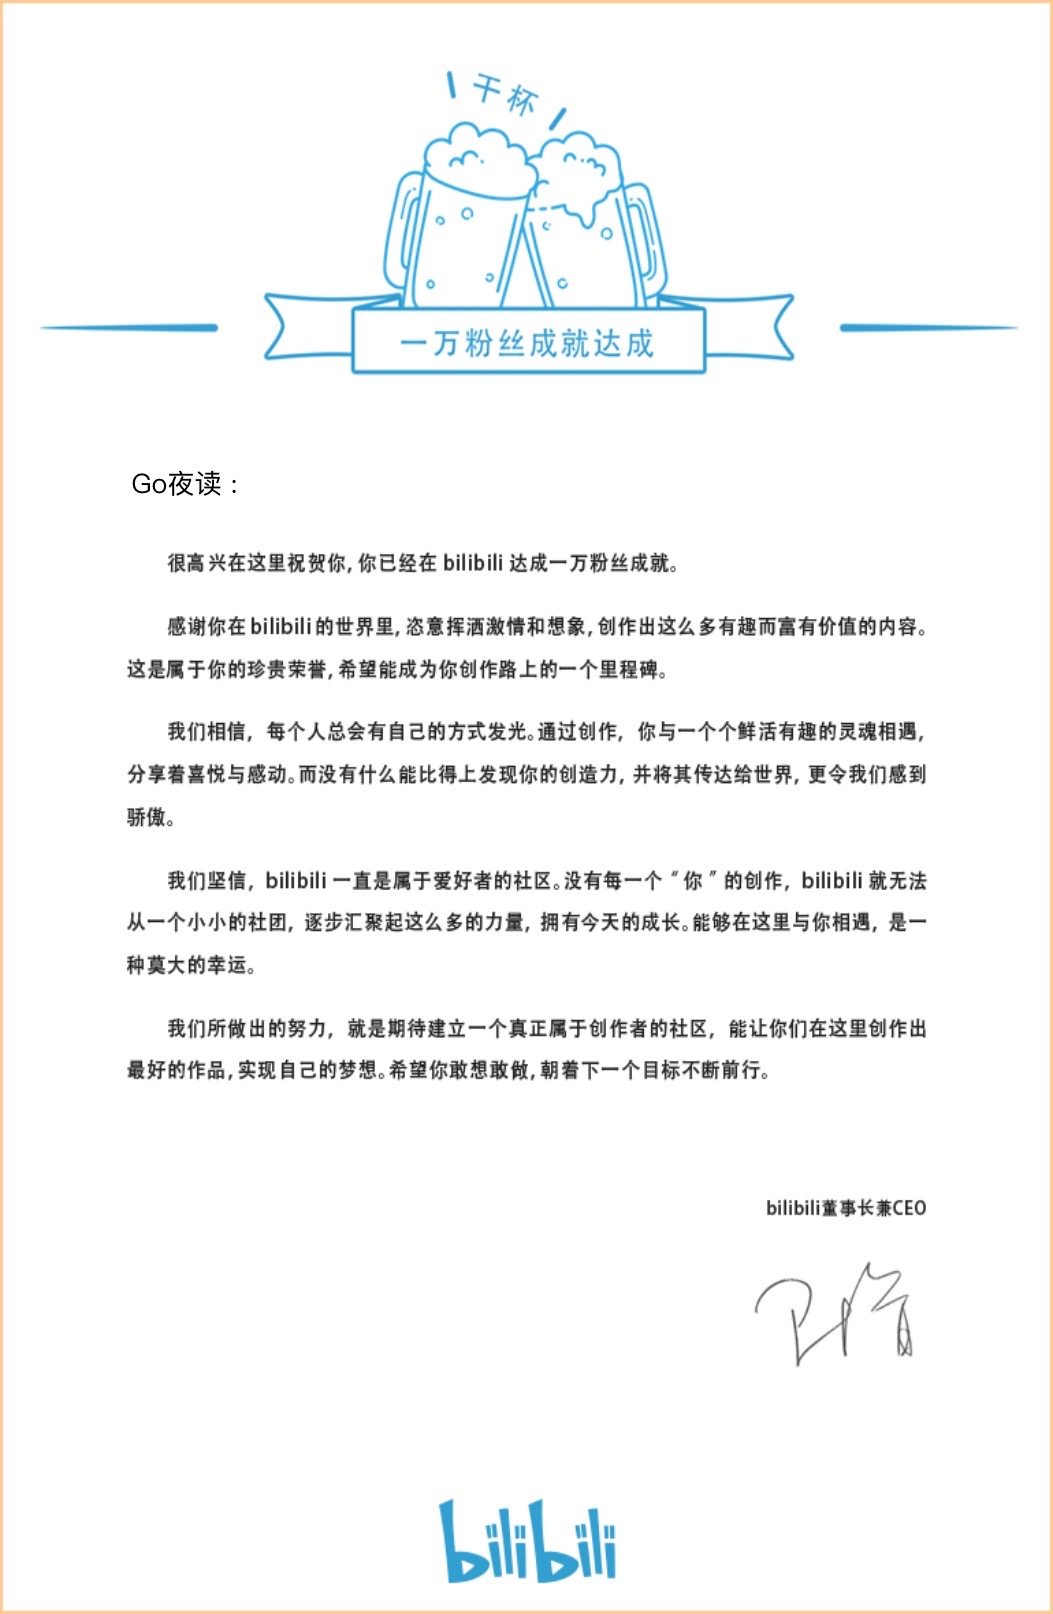 干杯
一万粉丝成就达成
Go夜读：
很高兴在这里祝贺你，你已经在 bilibili 达成一万粉丝成就。
感谢你在 bilibili 的世界里，恣意挥洒激情和想象，创作出这么多有趣而富有价值的内容。
这是属于你的珍贵荣誉，希望能成为你创作路上的一个里程碑。
我们相信，每个人总会有自己的方式发光。通过创作，你与一个个鲜活有趣的灵魂相遇，
分享着喜悦与感动。而没有什么能比得上发现你的创造力，并将其传达给世界，更令我们感到
骄傲。
我们坚信，bilibili 一直是属于爱好者的社区。没有每一个“你”的创作，bilibili 就无法
从一个小小的社团，逐步汇聚起这么多的力量，拥有今天的成长。能够在这里与你相遇，是一
种莫大的幸运。
我们所做出的努力，就是期待建立一个真正属于创作者的社区，能让你们在这里创作出
最好的作品，实现自己的梦想。希望你敢想敢做，朝着下一个目标不断前行。
bilibili董事长兼CEO
bilibili